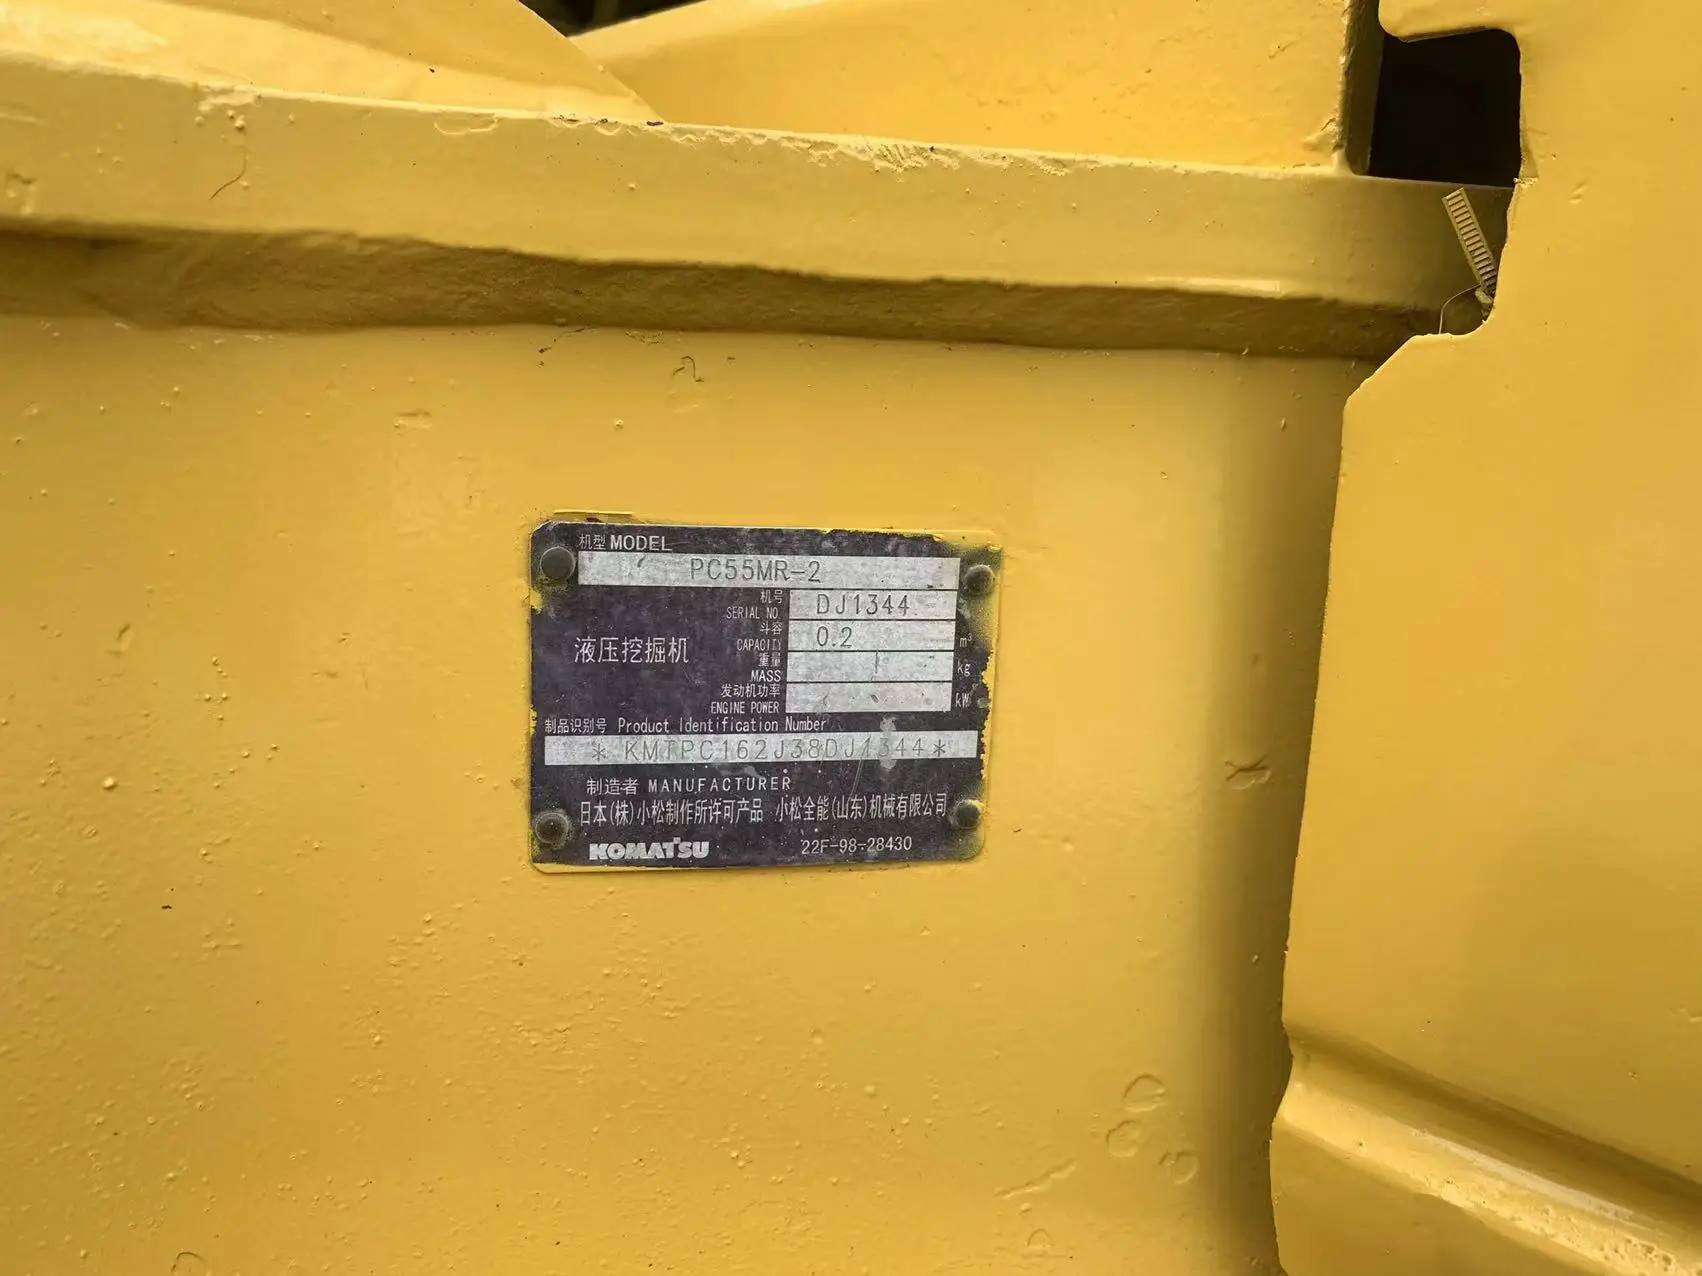 机型 MODEL
PC55MR-2
机号
SERIAL NO.
DJ1344
斗容
CAPACITY
0.2
m³
液压挖掘机
重量
MASS
kg
发动机功率
ENGINE POWER
kW
制品识别号 Product Identification Number
* KMTPC162J38DJ1344 *
制造者 MANUFACTURER
日本(株)小松制作所许可产品 小松全能(山东)机械有限公司
KOMATSU
22F-98-28430